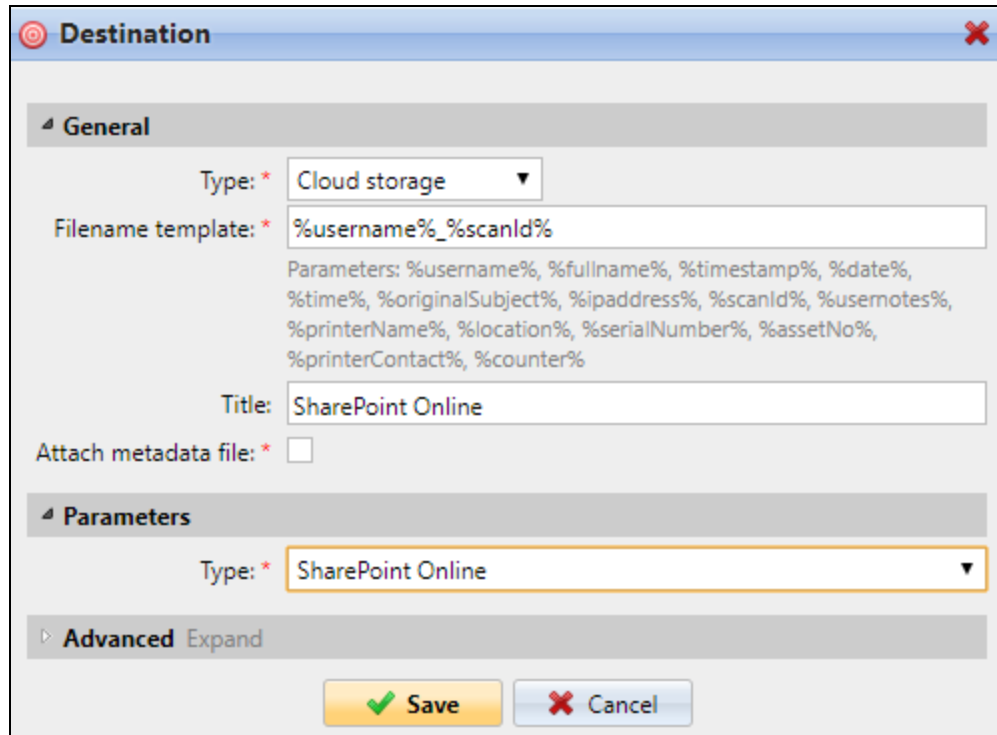 Destination
General
Type: * Cloud storage
Filename template: * %username%_%scanId%
Parameters: %username%, %fullname%, %timestamp%, %date%,
%time%, %originalSubject%, %ipaddress%, %scanId%, %usernotes%,
%printerName%, %location%, %serialNumber%, %assetNo%,
%printerContact%, %counter%
Title: SharePoint Online
Attach metadata file: *
Parameters
Type: * SharePoint Online
Advanced Expand
Save Cancel